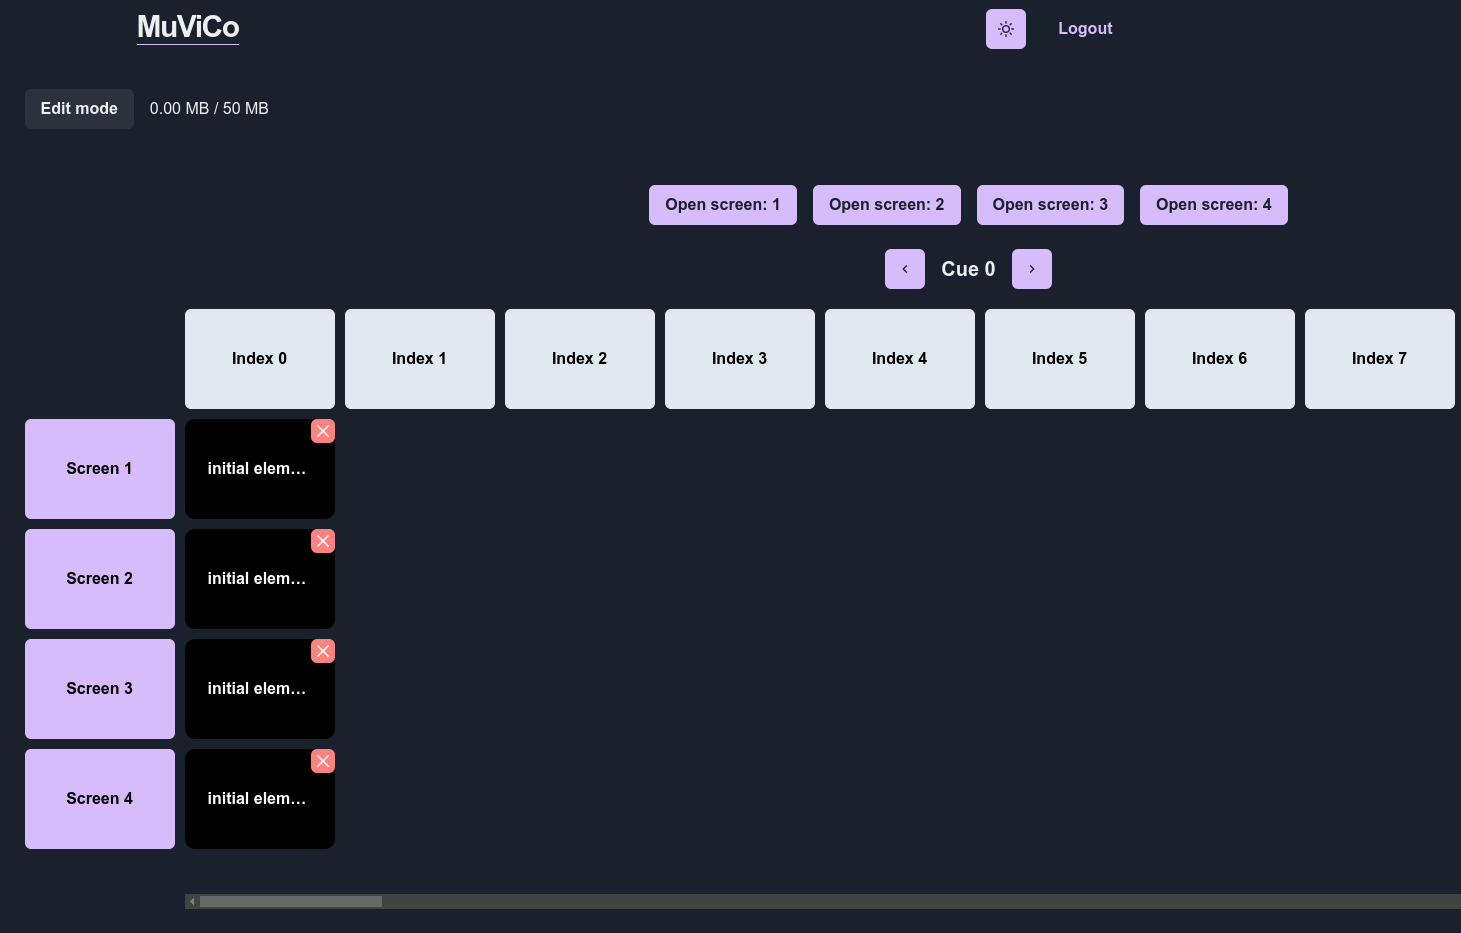 MuViCo
Logout
Edit mode 0.00 MB / 50 MB
Open screen: 1 Open screen: 2 Open screen: 3 Open screen: 4
Cue 0
Index 0 Index 1 Index 2 Index 3 Index 4 Index 5 Index 6 Index 7
Screen 1 initial elem...
Screen 2 initial elem...
Screen 3 initial elem...
Screen 4 initial elem...